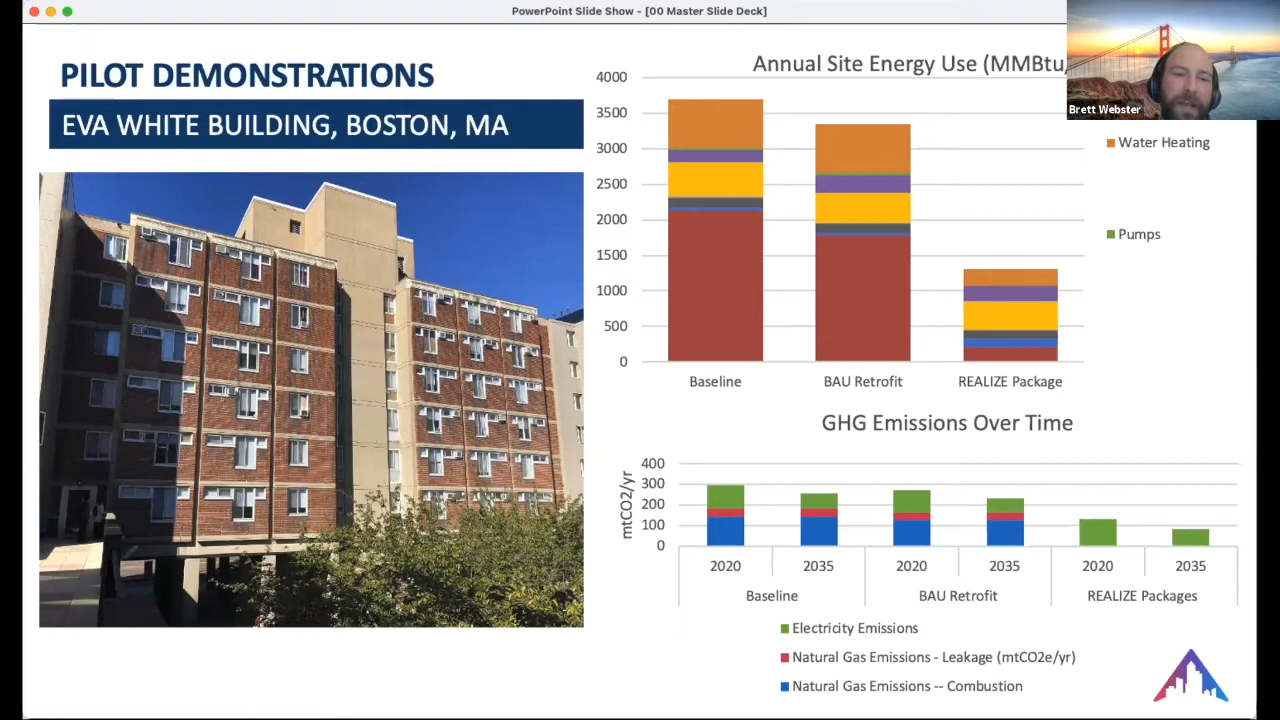 PowerPoint Slide Show - [00 Master Slide Deck]
PILOT DEMONSTRATIONS
EVA WHITE BUILDING, BOSTON, MA
Annual Site Energy Use (MMBtu
4000
3500
3000
2500
2000
1500
1000
500
0
Baseline
BAU Retrofit
REALIZE Package
Brett Webster
Water Heating
Pumps
GHG Emissions Over Time
mtCO2/yr
400
300
200
100
0
2020
2035
2020
2035
2020
2035
Baseline
BAU Retrofit
REALIZE Packages
Electricity Emissions
Natural Gas Emissions - Leakage (mtCO2e/yr)
Natural Gas Emissions -- Combustion